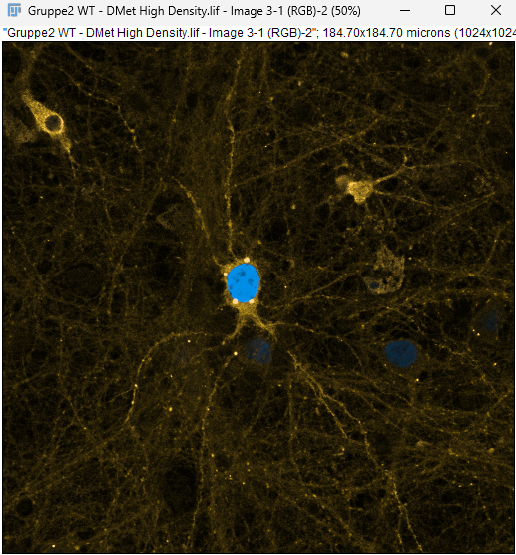 Gruppe2 WT - DMet High Density.lif - Image 3-1 (RGB)-2 (50%)
"Gruppe2 WT - DMet High Density.lif - Image 3-1 (RGB)-2"; 184.70x184.70 microns (1024x1024